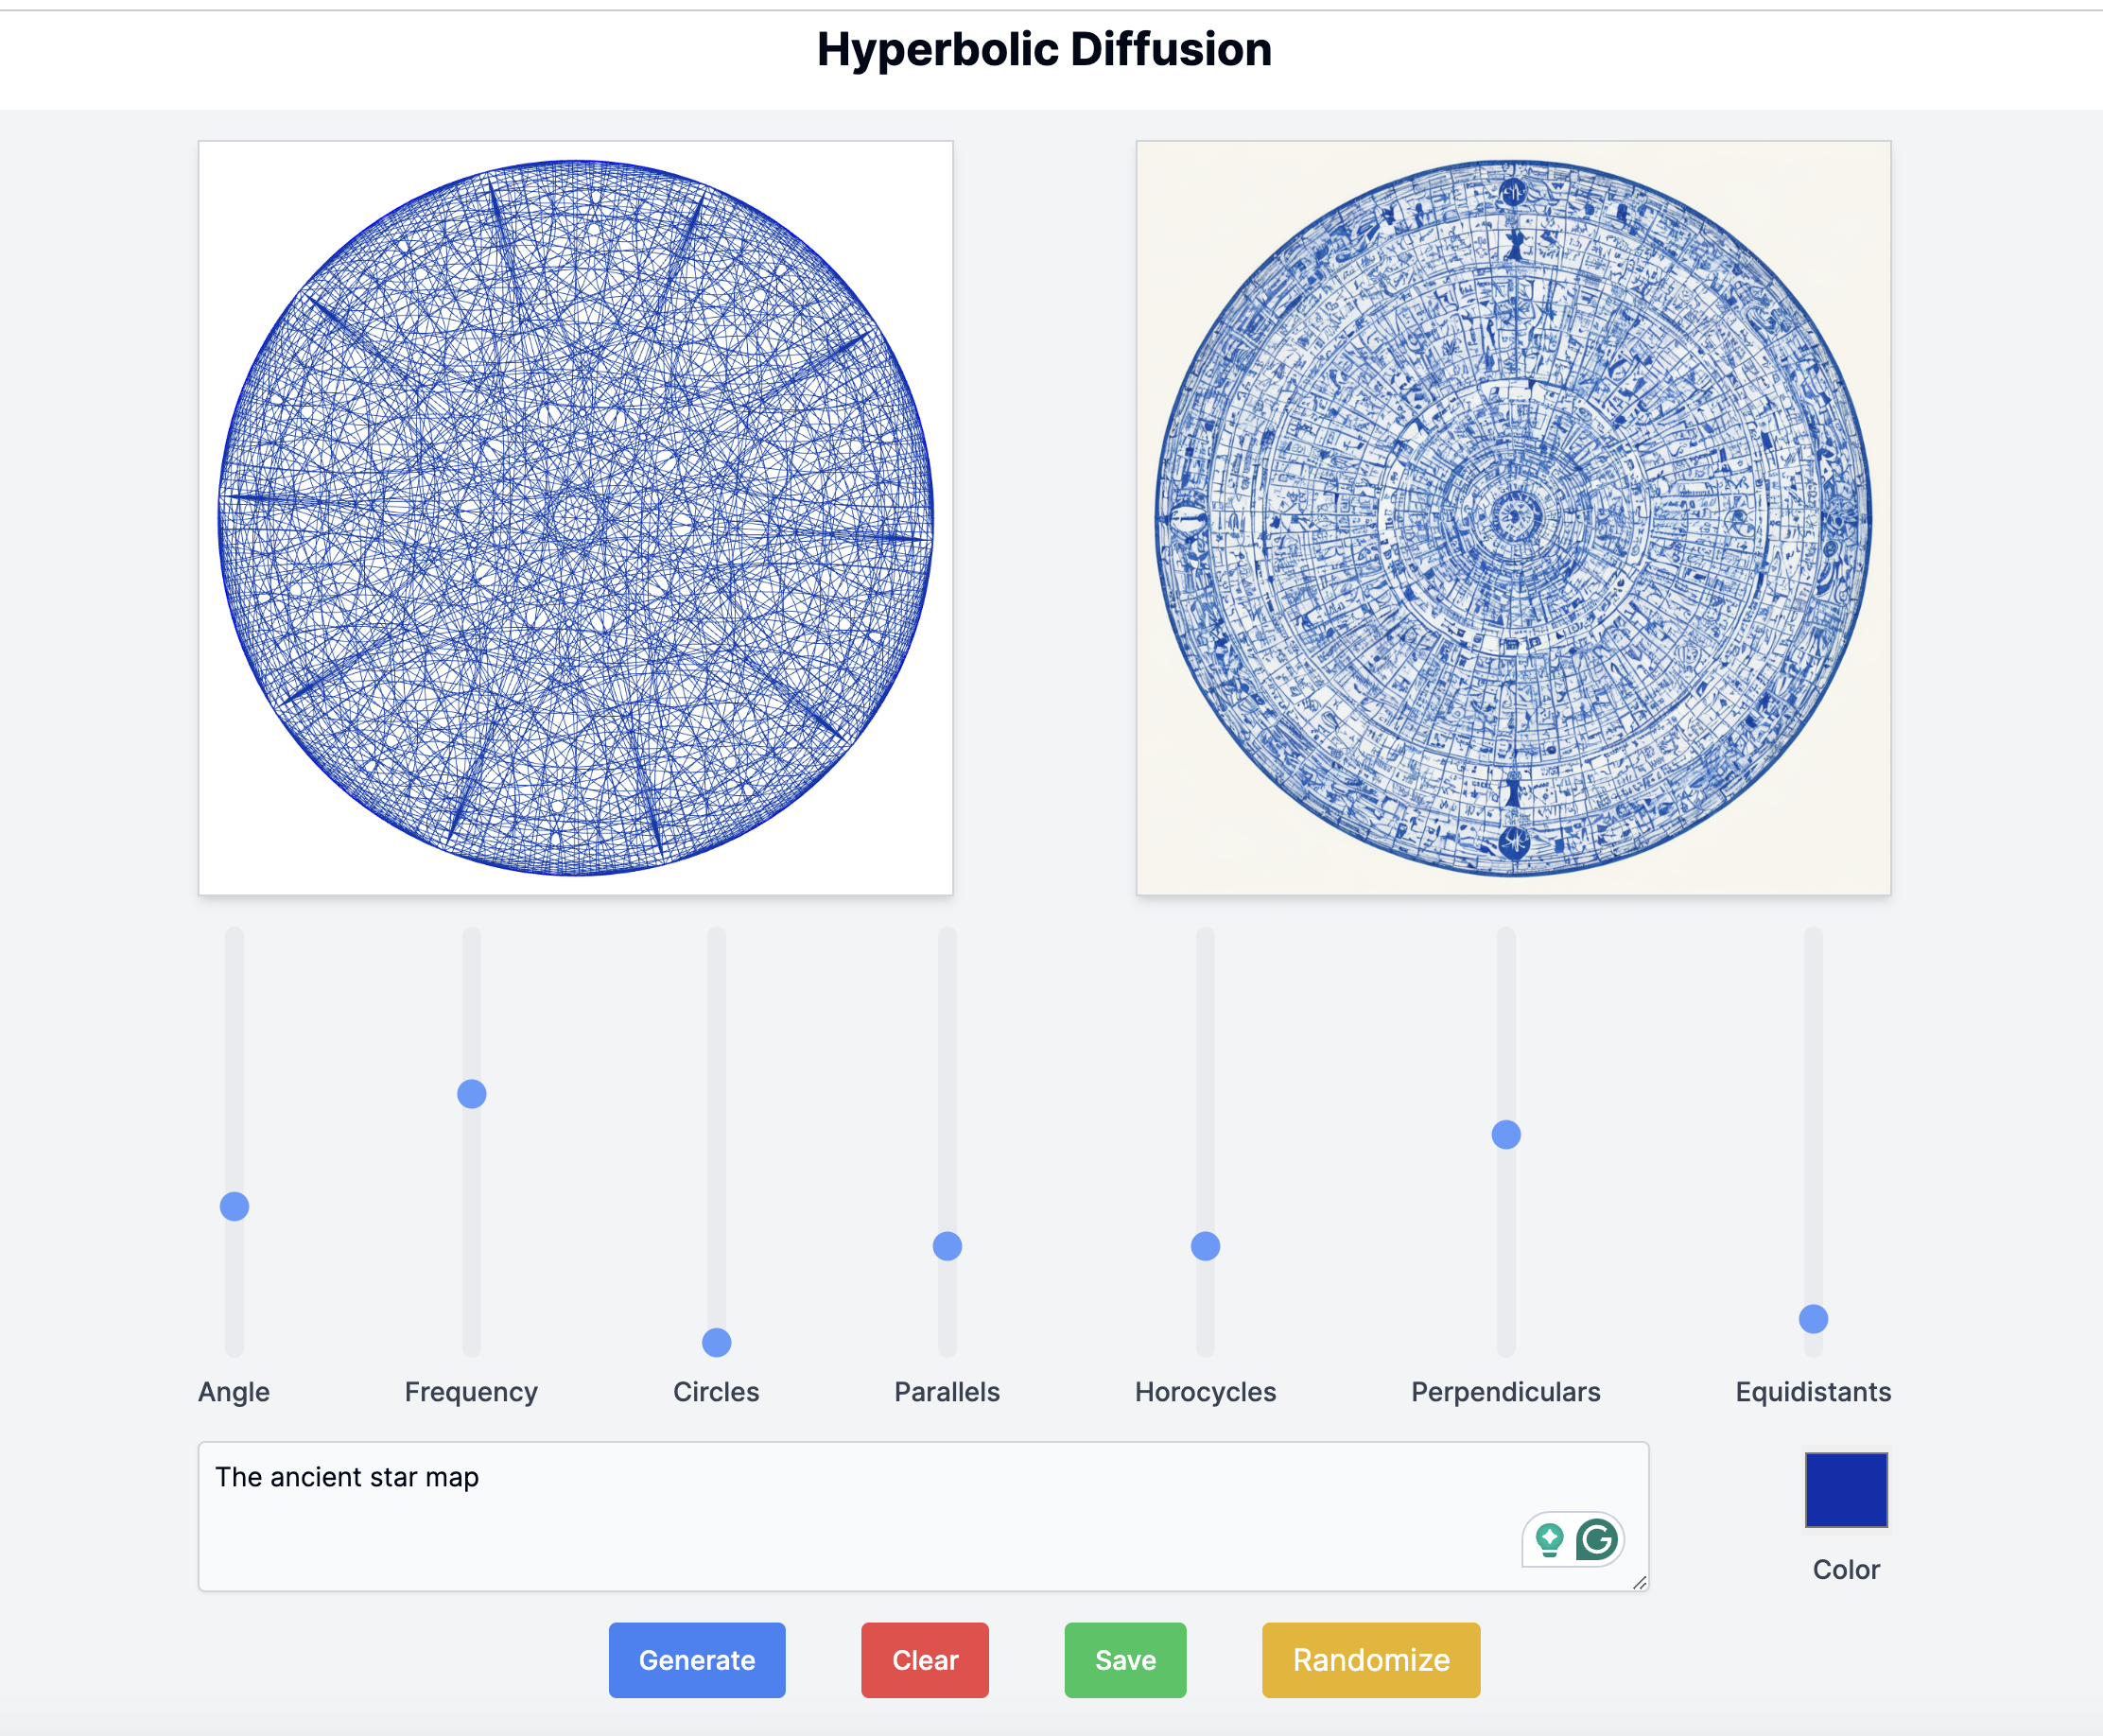 Hyperbolic Diffusion
Angle
Frequency
Circles
Parallels
Horocycles
Perpendiculars
Equidistants
The ancient star map
Color
Generate
Clear
Save
Randomize